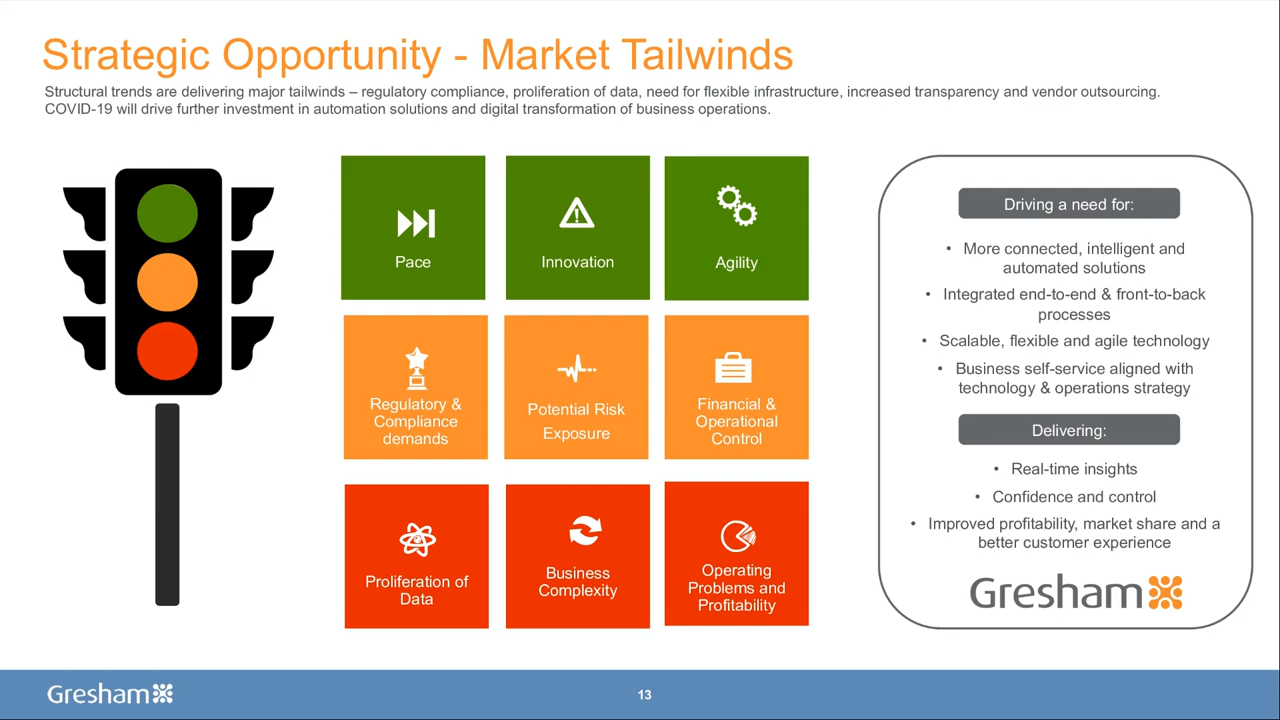 Strategic Opportunity - Market Tailwinds
Structural trends are delivering major tailwinds – regulatory compliance, proliferation of data, need for flexible infrastructure, increased transparency and vendor outsourcing.
COVID-19 will drive further investment in automation solutions and digital transformation of business operations.
Pace
Innovation
Agility
Regulatory &
Compliance
demands
Potential Risk
Exposure
Financial &
Operational
Control
Proliferation of
Data
Business
Complexity
Operating
Problems and
Profitability
Driving a need for:
• More connected, intelligent and
automated solutions
• Integrated end-to-end & front-to-back
processes
• Scalable, flexible and agile technology
• Business self-service aligned with
technology & operations strategy
Delivering:
• Real-time insights
• Confidence and control
• Improved profitability, market share and a
better customer experience
Gresham
Gresham
13